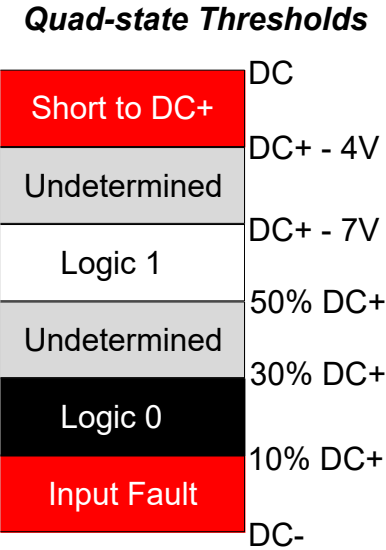 Quad-state Thresholds
DC
Short to DC+
DC+ - 4V
Undetermined
DC+ - 7V
Logic 1
50% DC+
Undetermined
30% DC+
Logic 0
10% DC+
Input Fault
DC-